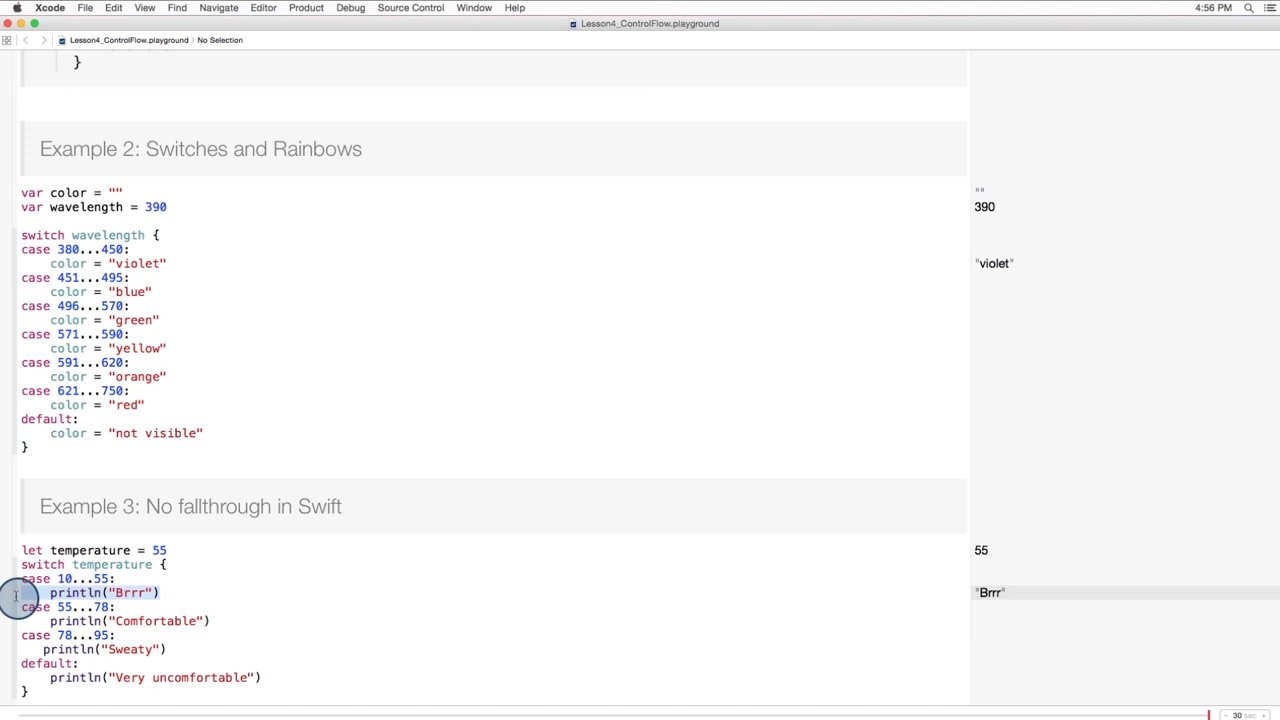 Xcode File Edit View Find Navigate Editor Product Debug Source Control Window Help 4:56 PM
Lesson4_ControlFlow.playground
Lesson4_ControlFlow.playground › No Selection
}
Example 2: Switches and Rainbows
var color = "" ""
var wavelength = 390 390
switch wavelength {
case 380...450:
color = "violet" "violet"
case 451...495:
color = "blue"
case 496...570:
color = "green"
case 571...590:
color = "yellow"
case 591...620:
color = "orange"
case 621...750:
color = "red"
default:
color = "not visible"
}
Example 3: No fallthrough in Swift
let temperature = 55 55
switch temperature {
case 10...55:
println("Brrr") "Brrr"
case 55...78:
println("Comfortable")
case 78...95:
println("Sweaty")
default:
println("Very uncomfortable")
}
- 30 sec +